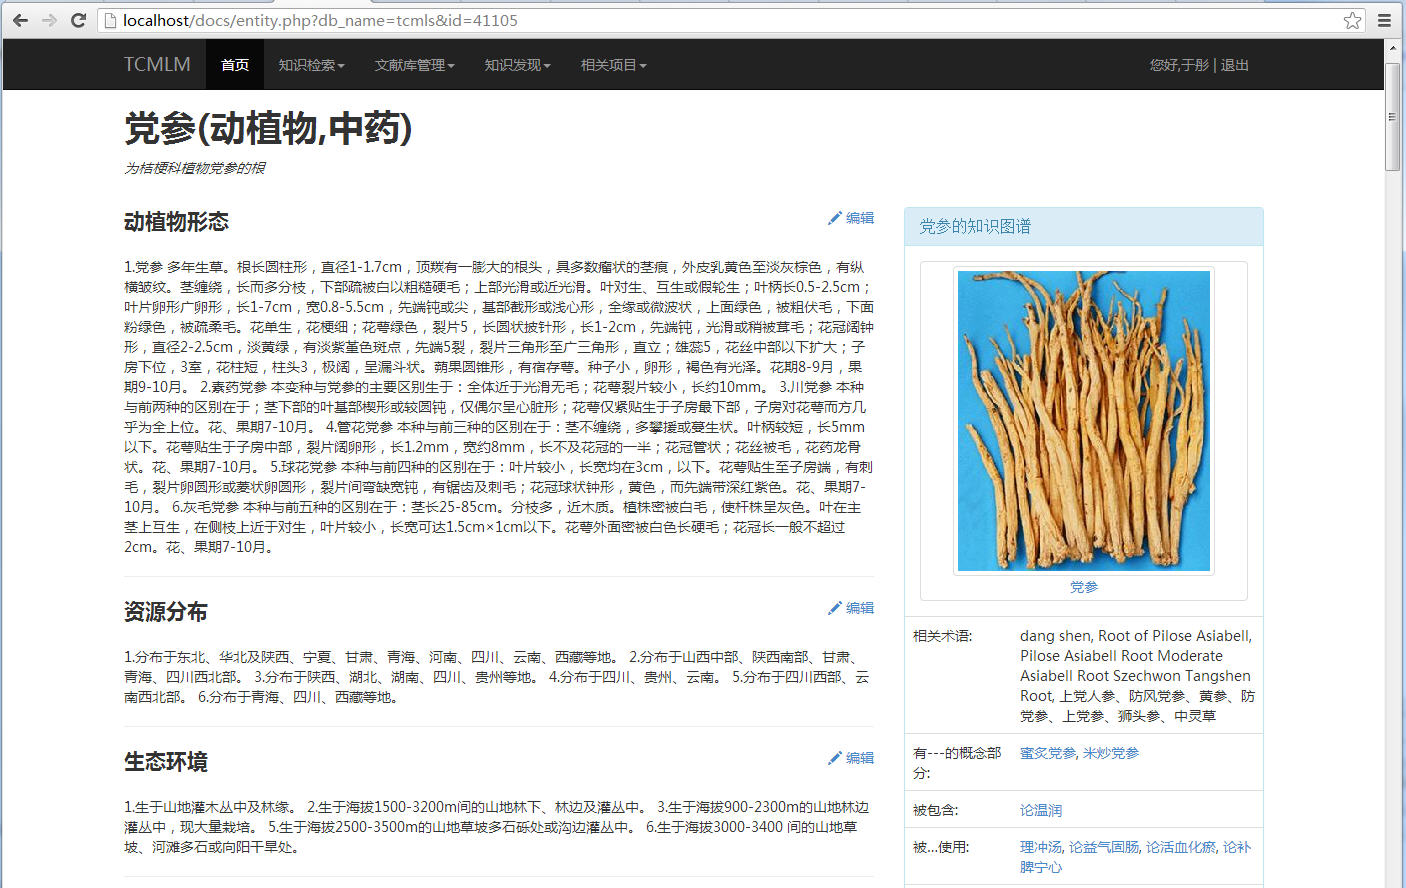 localhost/docs/entity.php?db_name=tcmls&id=41105
TCMLM 首页 知识检索 文献库管理 知识发现 相关项目 您好,于彤 | 退出
党参(动植物,中药)
为桔梗科植物党参的根
动植物形态 编辑
1.党参 多年生草。根长圆柱形，直径1-1.7cm，顶羢有一膨大的根头，具多数瘤状的茎痕，外皮乳黄色至淡灰棕色，有纵
横皱纹。茎缠绕，长而多分枝，下部疏被白以粗糙硬毛；上部光滑或近光滑。叶对生、互生或假轮生；叶柄长0.5-2.5cm；
叶片卵形广卵形，长1-7cm，宽0.8-5.5cm，先端钝或尖，基部截形或浅心形，全缘或微波状，上面绿色，被粗伏毛，下面
粉绿色，被疏柔毛。花单生，花梗细；花萼绿色，裂片5，长圆状披针形，长1-2cm，先端钝，光滑或稍被茸毛；花冠阔钟
形，直径2-2.5cm，淡黄绿，有淡紫堇色斑点，先端5裂，裂片三角形至广三角形，直立；雄蕊5，花丝中部以下扩大；子
房下位，3室，花柱短，柱头3，极阔，呈漏斗状。蒴果圆锥形，有宿存萼。种子小，卵形，褐色有光泽。花期8-9月，果
期9-10月。 2.素药党参 本变种与党参的主要区别生于：全体近于光滑无毛；花萼裂片较小，长约10mm。 3.川党参 本种
与前两种的区别在于；茎下部的叶基部楔形或较圆钝，仅偶尔呈心脏形；花萼仅紧贴生于子房最下部，子房对花萼而方几
乎为全上位。花、果期7-10月。 4.管花党参 本种与前三种的区别在于：茎不缠绕，多攀援或蔓生状。叶柄较短，长5mm
以下。花萼贴生于子房中部，裂片阔卵形，长1.2mm，宽约8mm，长不及花冠的一半；花冠管状；花丝被毛，花药龙骨
状。花、果期7-10月。 5.球花党参 本种与前四种的区别在于：叶片较小，长宽均在3cm，以下。花萼贴生至子房端，有刺
毛，裂片卵圆形或菱状卵圆形，裂片间弯缺宽钝，有锯齿及刺毛；花冠球状钟形，黄色，而先端带深红紫色。花、果期7-
10月。 6.灰毛党参 本种与前五种的区别在于：茎长25-85cm。分枝多，近木质。植株密被白毛，使杆株呈灰色。叶在主
茎上互生，在侧枝上近于对生，叶片较小，长宽可达1.5cm×1cm以下。花萼外面密被白色长硬毛；花冠长一般不超过
2cm。花、果期7-10月。
资源分布 编辑
1.分布于东北、华北及陕西、宁夏、甘肃、青海、河南、四川、云南、西藏等地。 2.分布于山西中部、陕西南部、甘肃、
青海、四川西北部。 3.分布于陕西、湖北、湖南、四川、贵州等地。 4.分布于四川、贵州、云南。 5.分布于四川西部、云
南西北部。 6.分布于青海、四川、西藏等地。
生态环境 编辑
1.生于山地灌木丛中及林缘。 2.生于海拔1500-3200m间的山地林下、林边及灌丛中。 3.生于海拔900-2300m的山地林边
灌丛中，现大量栽培。 5.生于海拔2500-3500m的山地草坡多石砾处或沟边灌丛中。 6.生于海拔3000-3400 间的山地草
坡、河滩多石或向阳干旱处。
党参的知识图谱
党参
相关术语: dang shen, Root of Pilose Asiabell,
Pilose Asiabell Root Moderate
Asiabell Root Szechwon Tangshen
Root, 上党人参、防风党参、黄参、防
党参、上党参、狮头参、中灵草
有---的概念部 蜜炙党参, 米炒党参
分:
被包含: 论温润
被...使用: 理冲汤, 论益气固肠, 论活血化瘀, 论补
脾宁心